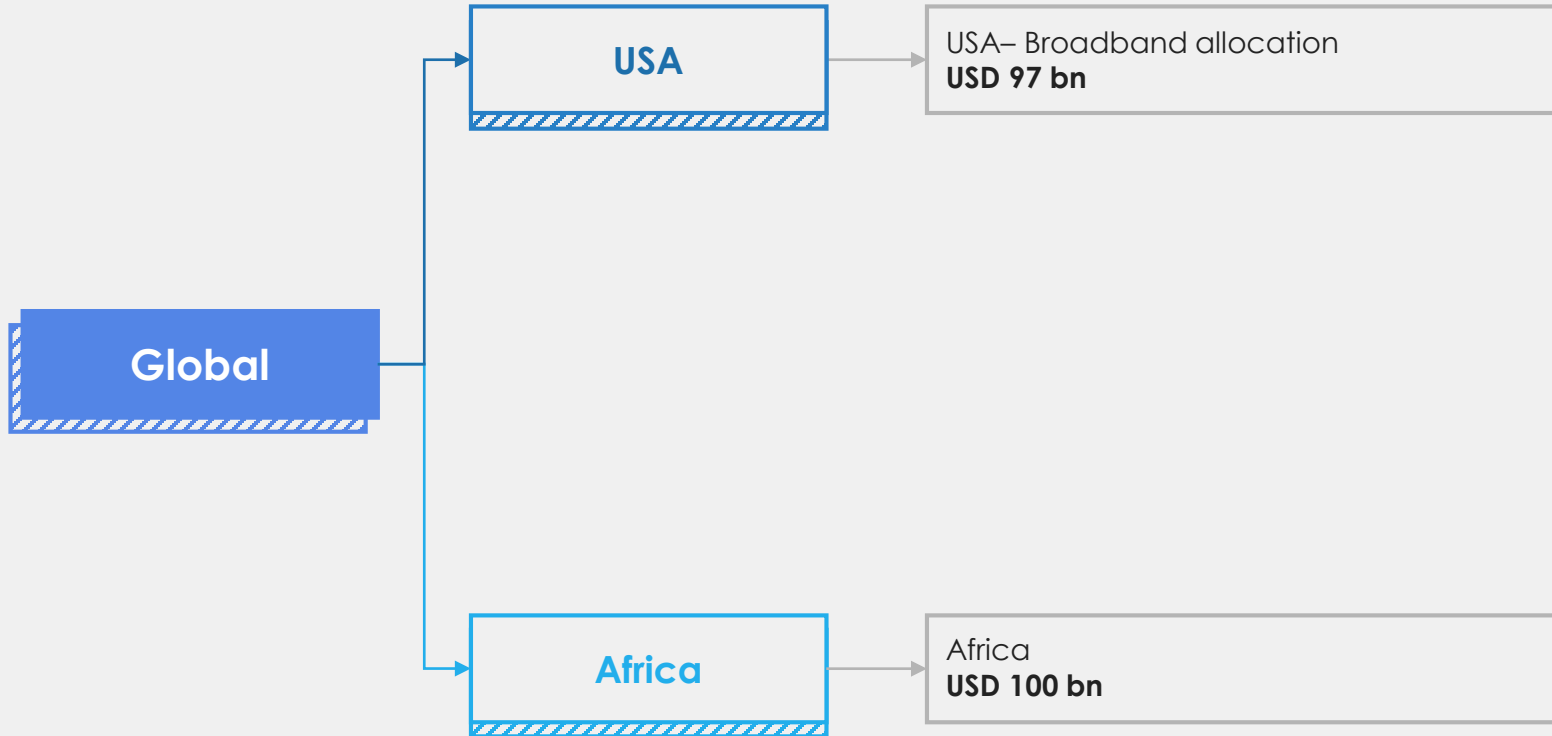 USA
USA– Broadband allocation
USD 97 bn
Global
Africa
Africa
USD 100 bn